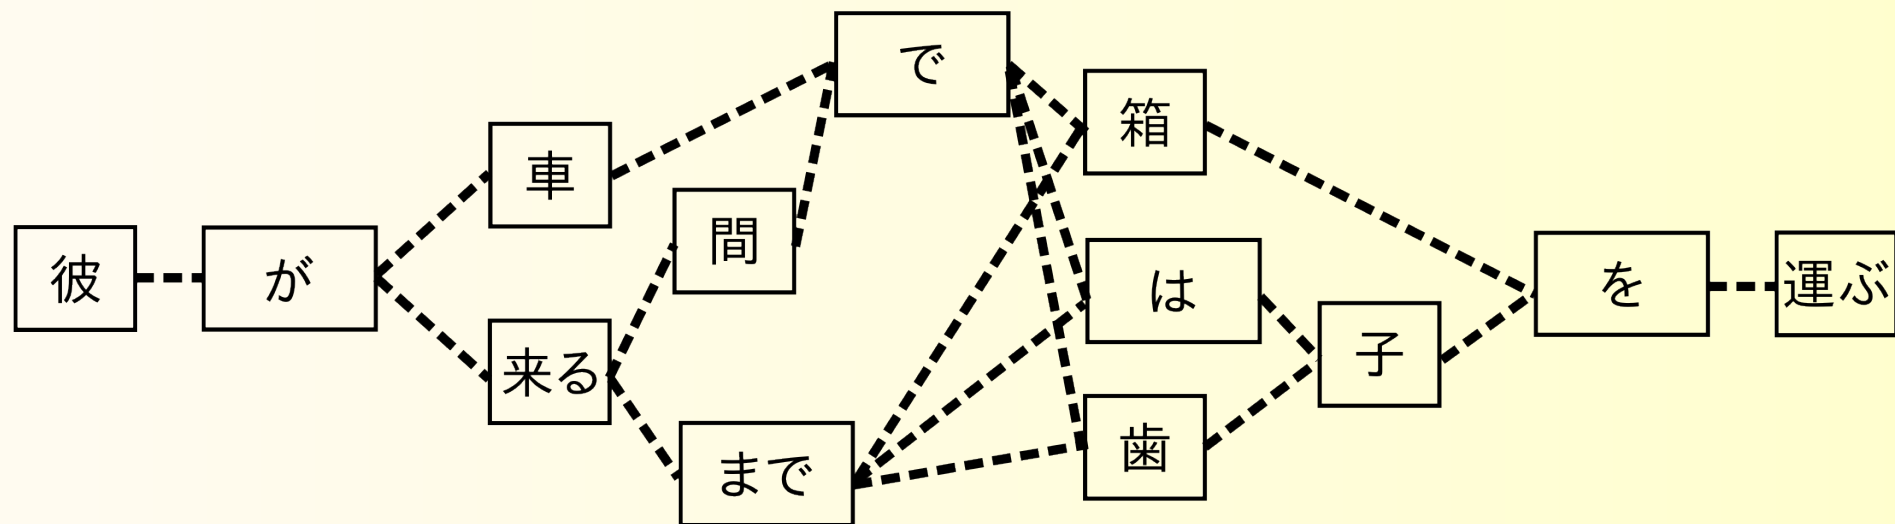 彼
が
車
来る
間
まで
で
箱
は
歯
子
を
運ぶ